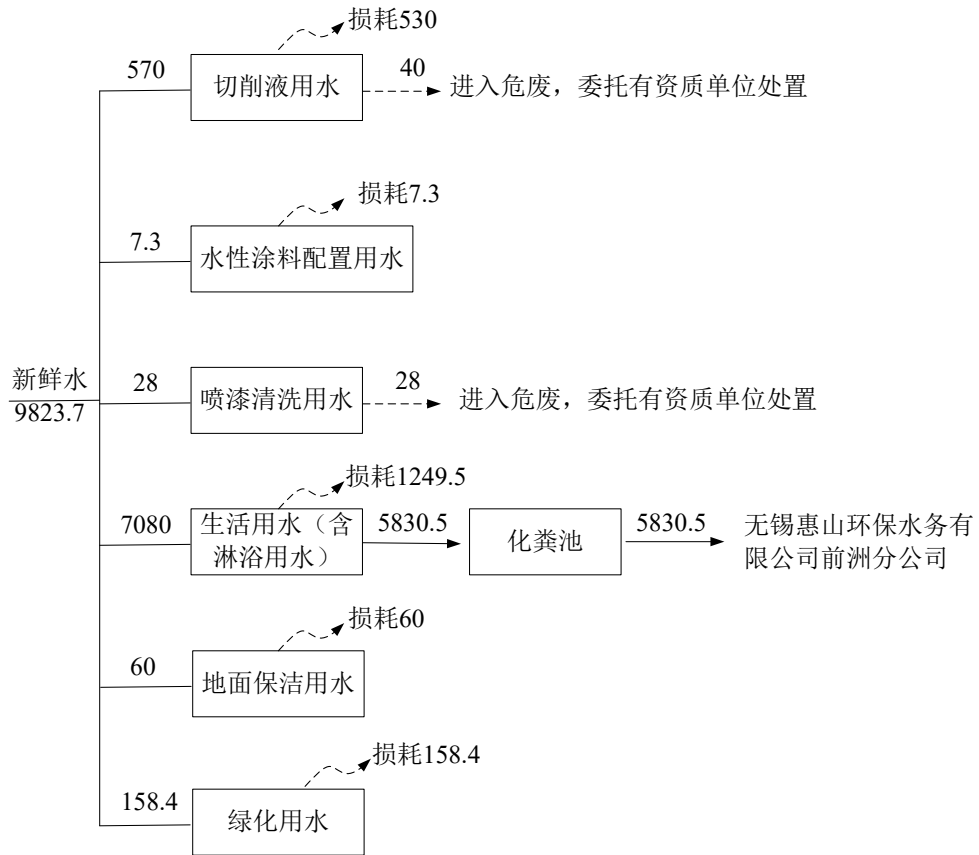 损耗530
570
切削液用水
40
进入危废，委托有资质单位处置
损耗7.3
7.3
水性涂料配置用水
新鲜水
9823.7
28
喷漆清洗用水
28
进入危废，委托有资质单位处置
损耗1249.5
7080
生活用水（含
淋浴用水）
5830.5
化粪池
5830.5
无锡惠山环保水务有
限公司前洲分公司
损耗60
60
地面保洁用水
损耗158.4
158.4
绿化用水